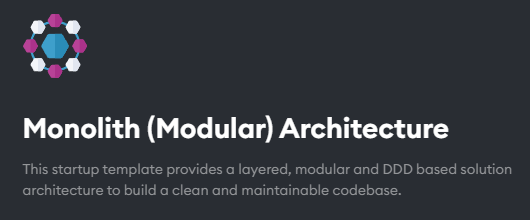 Monolith (Modular) Architecture
This startup template provides a layered, modular and DDD based solution
architecture to build a clean and maintainable codebase.